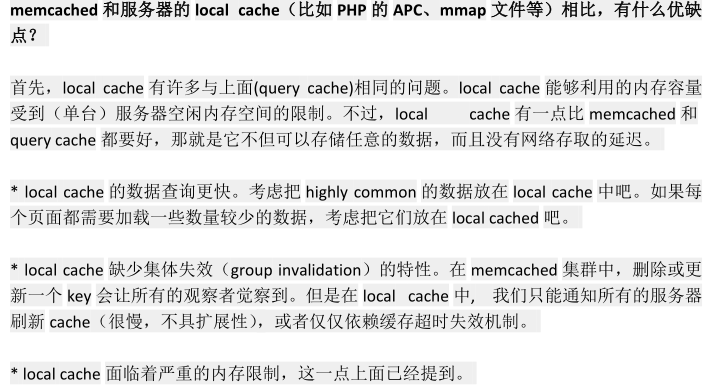 memcached 和服务器的 local cache（比如 PHP 的 APC、mmap 文件等）相比，有什么优缺
点？
首先，local cache 有许多与上面(query cache)相同的问题。local cache 能够利用的内存容量
受到（单台）服务器空闲内存空间的限制。不过，local cache 有一点比 memcached 和
query cache 都要好，那就是它不但可以存储任意的数据，而且没有网络存取的延迟。
* local cache 的数据查询更快。考虑把 highly common 的数据放在 local cache 中吧。如果每
个页面都需要加载一些数量较少的数据，考虑把它们放在 local cached 吧。
* local cache 缺少集体失效（group invalidation）的特性。在 memcached 集群中，删除或更
新一个 key 会让所有的观察者觉察到。但是在 local cache 中, 我们只能通知所有的服务器
刷新 cache（很慢，不具扩展性），或者仅仅依赖缓存超时失效机制。
* local cache 面临着严重的内存限制，这一点上面已经提到。